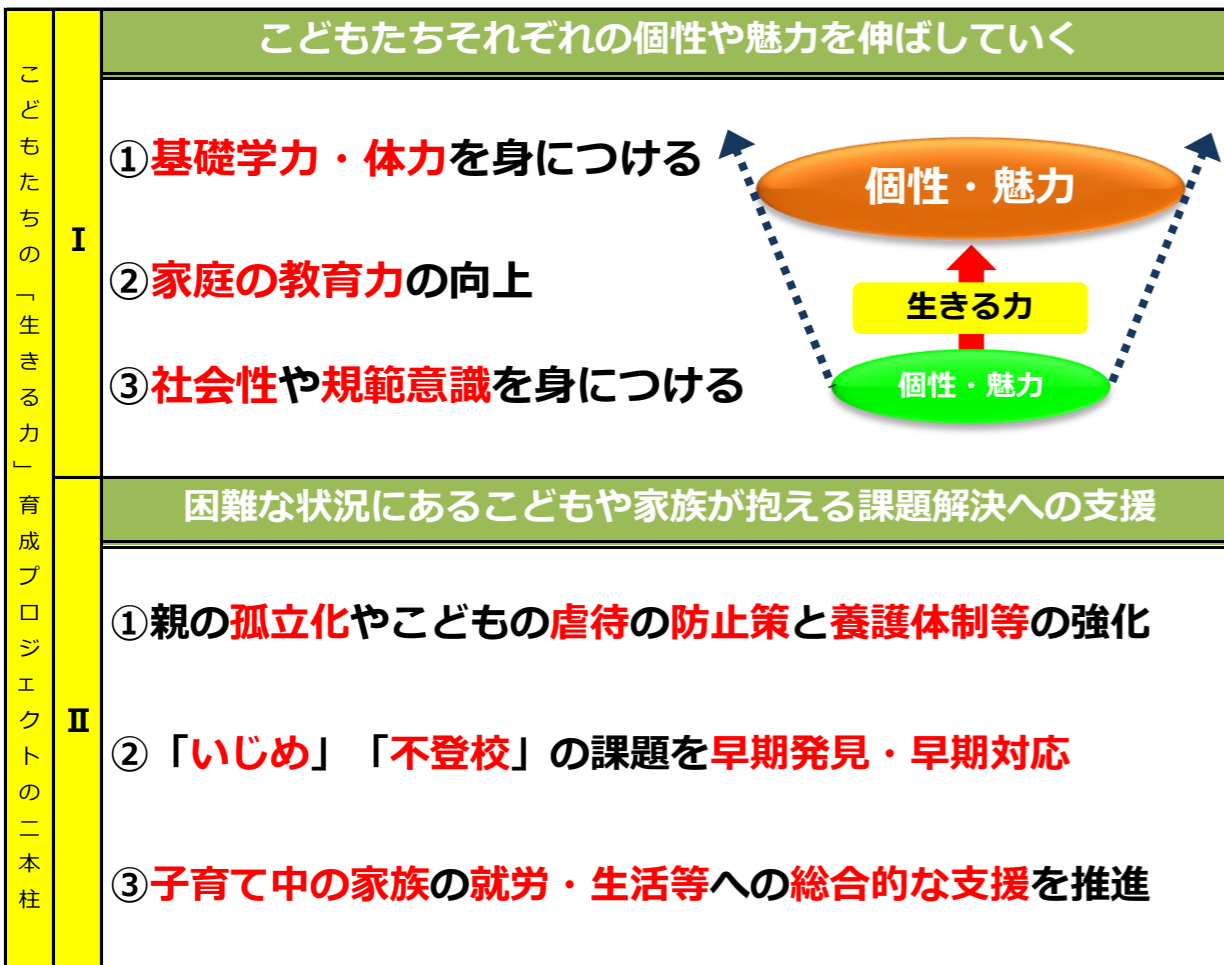 こどもたちの「生きる力」育成プロジェクトの二本柱
Ⅰ
こどもたちそれぞれの個性や魅力を伸ばしていく
①基礎学力・体力を身につける
②家庭の教育力の向上
③社会性や規範意識を身につける
個性・魅力
生きる力
個性・魅力
Ⅱ
困難な状況にあるこどもや家族が抱える課題解決への支援
①親の孤立化やこどもの虐待の防止策と養護体制等の強化
②「いじめ」「不登校」の課題を早期発見・早期対応
③子育て中の家族の就労・生活等への総合的な支援を推進